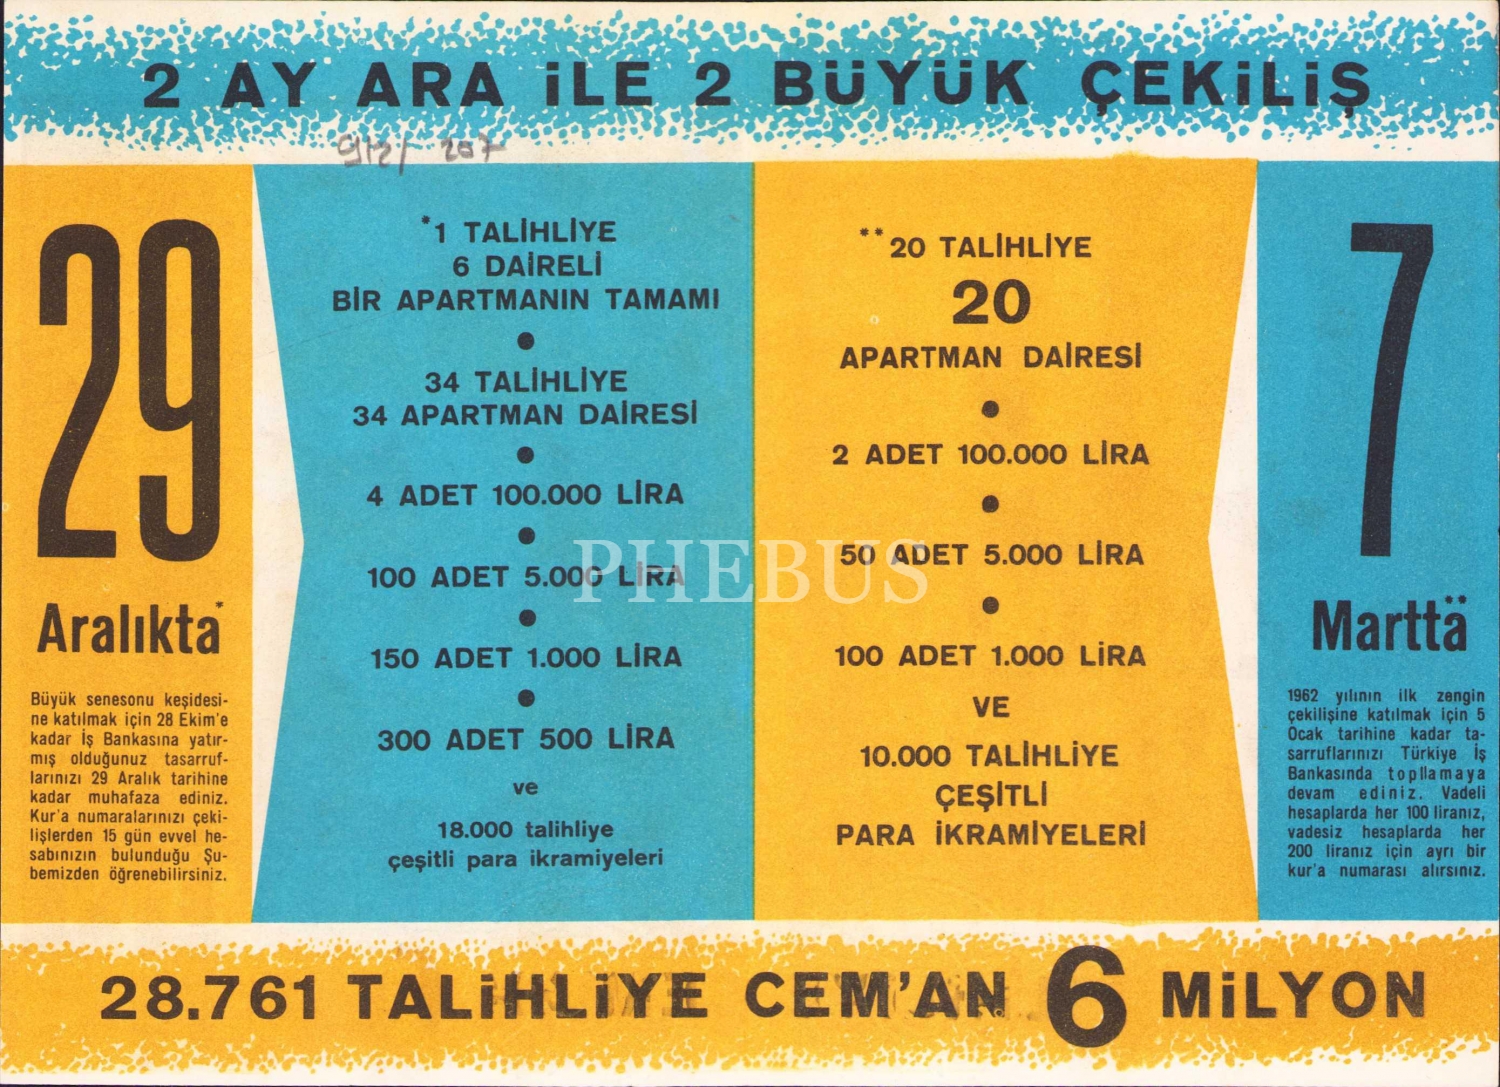 2 AY ARA İLE 2 BÜYÜK ÇEKİLİŞ
207
29
Aralıkta*
Büyük senesonu keşidesi-
ne katılmak için 28 Ekim'e
kadar İş Bankasına yatır-
mış olduğunuz tasarruf-
larınızı 29 Aralık tarihine
kadar muhafaza ediniz.
Kur'a numaralarınızı çeki-
lişlerden 15 gün evvel he-
sabınızın bulunduğu Şu-
bemizden öğrenebilirsiniz.
*1 TALİHLİYE
6 DAİRELİ
BİR APARTMANIN TAMAMI
●
34 TALİHLİYE
34 APARTMAN DAİRESİ
●
4 ADET 100.000 LİRA
●
100 ADET 5.000 LİRA
●
150 ADET 1.000 LİRA
●
300 ADET 500 LİRA
ve
18.000 talihliye
çeşitli para ikramiyeleri
**20 TALİHLİYE
20
APARTMAN DAİRESİ
●
2 ADET 100.000 LİRA
●
50 ADET 5.000 LİRA
●
100 ADET 1.000 LİRA
VE
10.000 TALİHLİYE
ÇEŞİTLİ
PARA İKRAMİYELERİ
7
Martta**
1962 yılının ilk zengin
çekilişine katılmak için 5
Ocak tarihine kadar ta-
sarruflarınızı Türkiye İş
Bankasında topllamaya
devam ediniz. Vadeli
hesaplarda her 100 liranız,
vadesiz hesaplarda her
200 liranız için ayrı bir
kur'a numarası alırsınız.
PHEBUS
28.761 TALİHLİYE CEM'AN 6 MİLYON